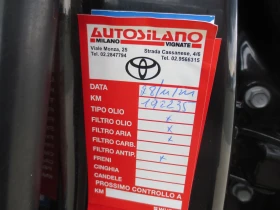 AUTOSILANO
MILANO VIGNATE
Viale Monza, 25 Strada Cassanese, 4/6
Tel. 02.2847794 Tel. 02.9566315
DATA
KM 192235
TIPO OLIO
FILTRO OLIO x
FILTRO ARIA x
FILTRO CARB. x
FILTRO ANTIP.
FRENI x
CINGHIA
CANDELE
PROSSIMO CONTROLLO A
KM